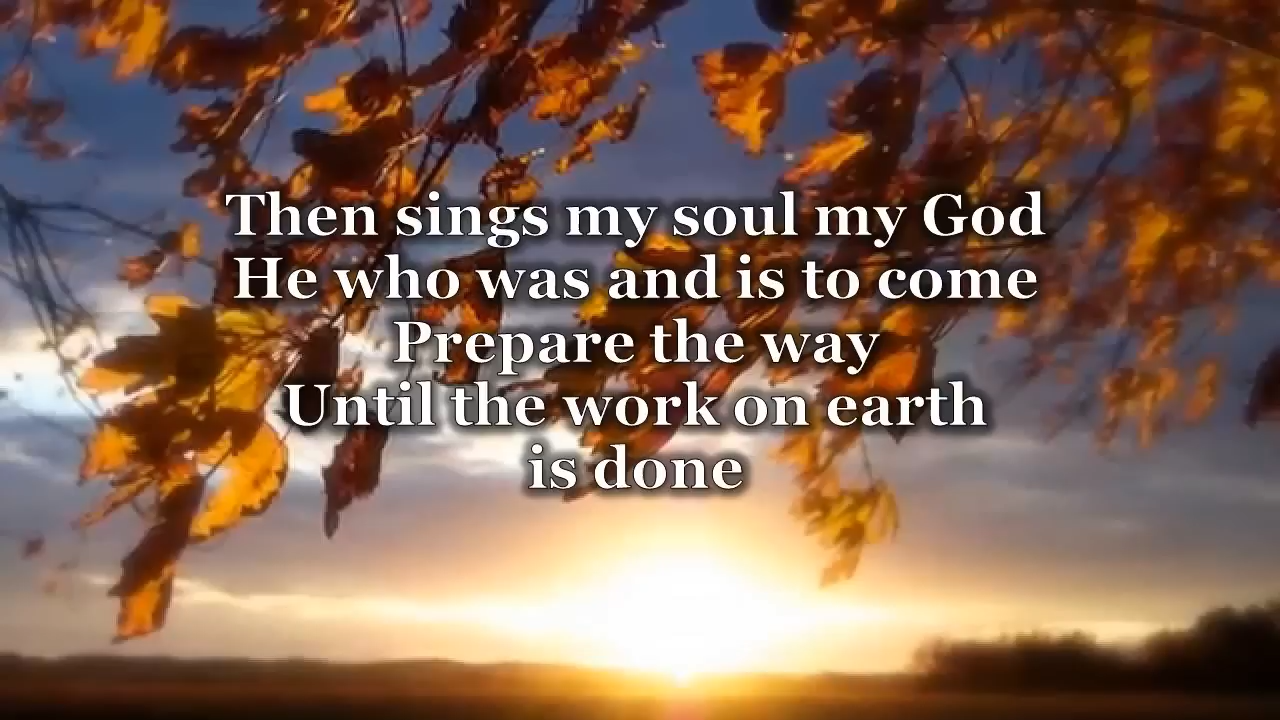 Then sings my soul my God
He who was and is to come
Prepare the way
Until the work on earth
is done